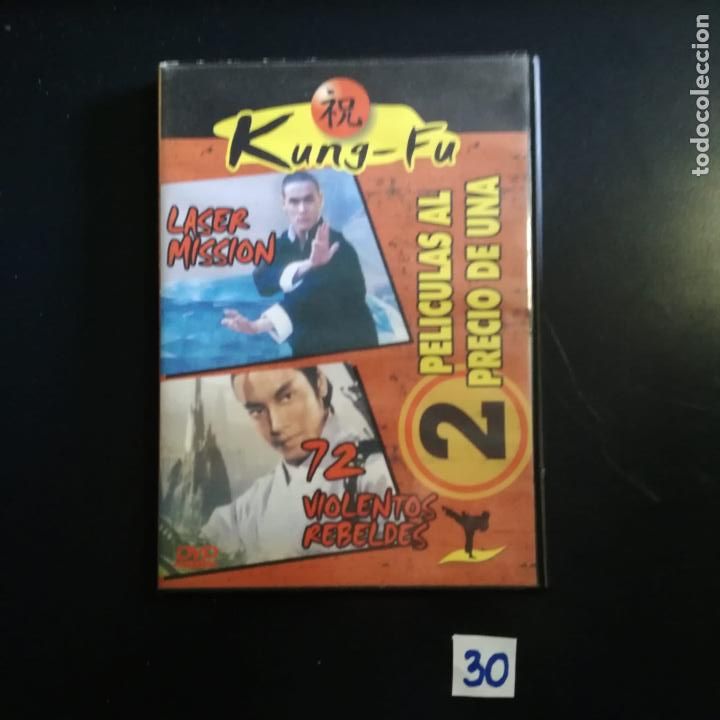 祝
Kung-Fu
LASER
MISSION
2 PELICULAS AL
PRECIO DE UNA
72
VIOLENTOS
REBELDES
DVD
30
todocoleccion